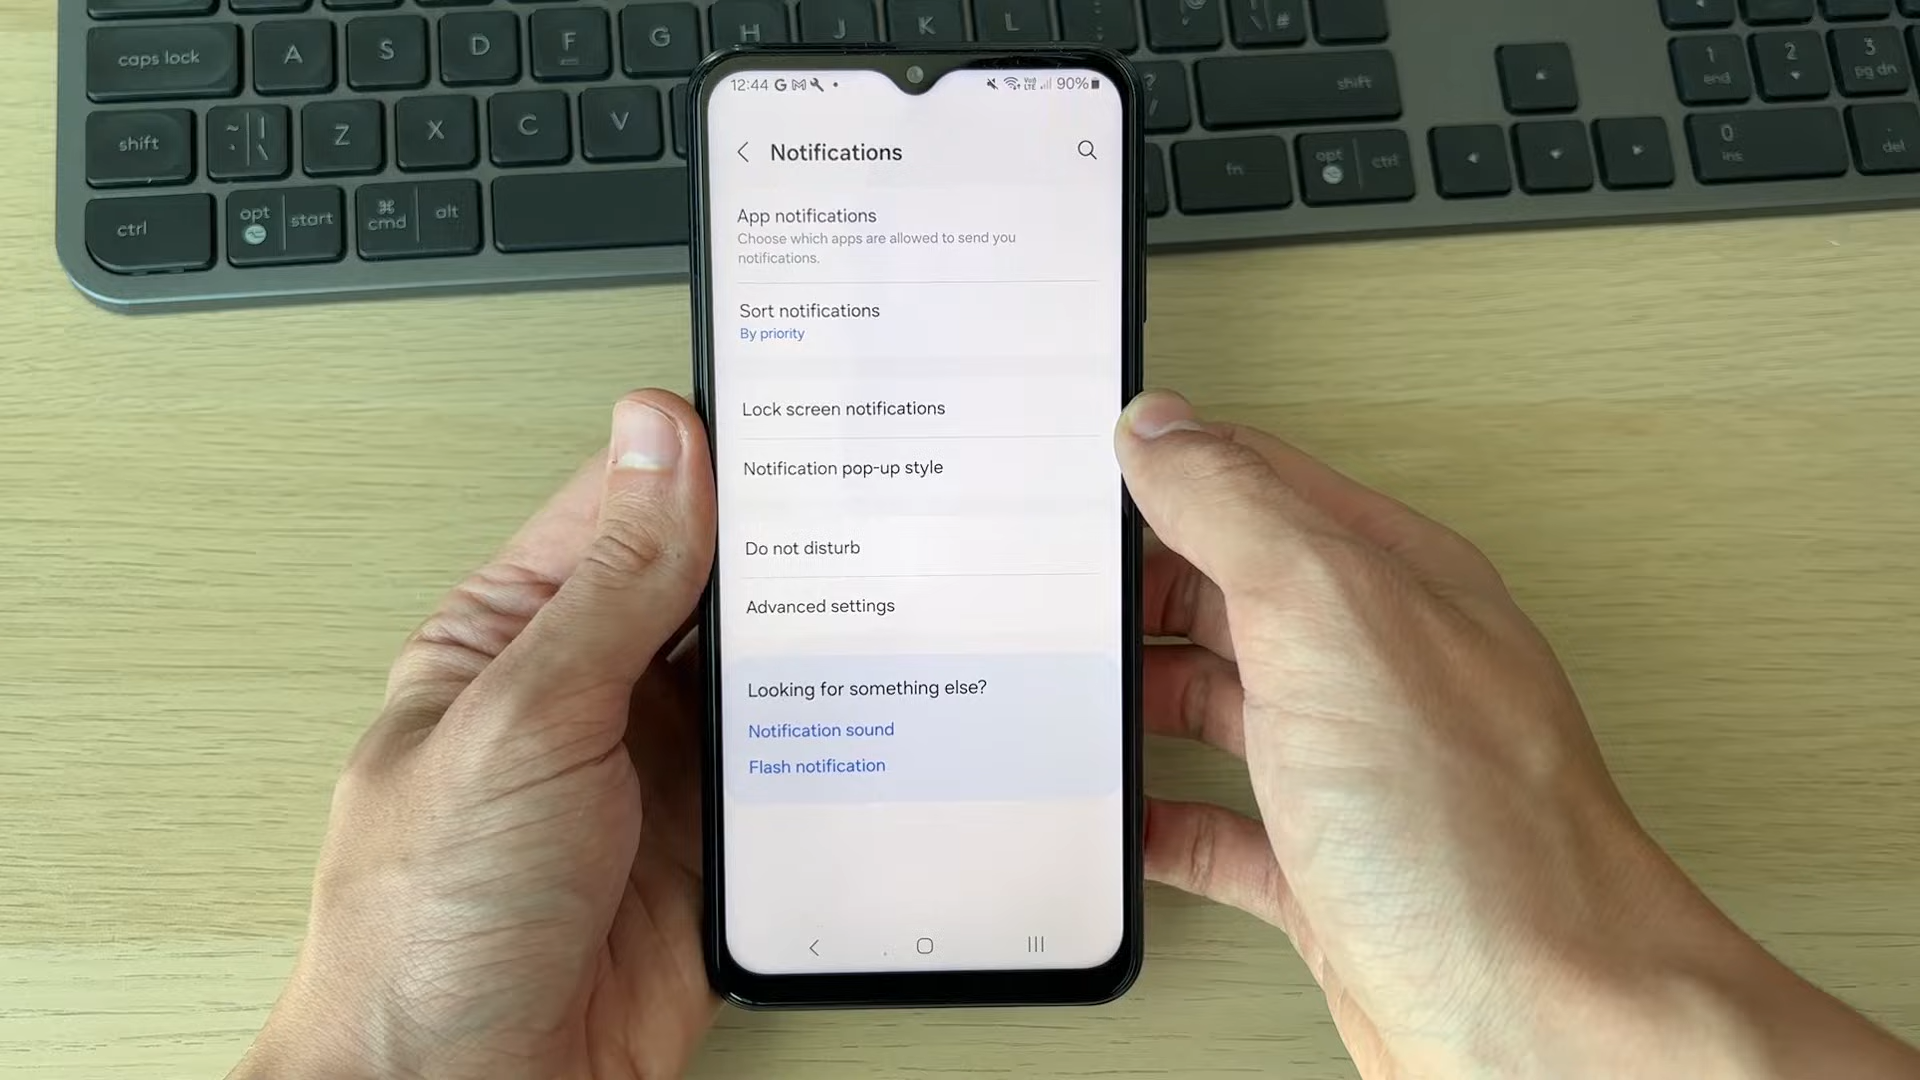 caps lock
A
S
D
F
G
H
J
K
L
shift
Z
X
C
V
? /
shift
ctrl
opt
start
⌘
cmd
alt
fn
opt
ctrl
1
end
2
3
pg dn
0
ins
del
12:44
90%
Notifications
App notifications
Choose which apps are allowed to send you
notifications.
Sort notifications
By priority
Lock screen notifications
Notification pop-up style
Do not disturb
Advanced settings
Looking for something else?
Notification sound
Flash notification